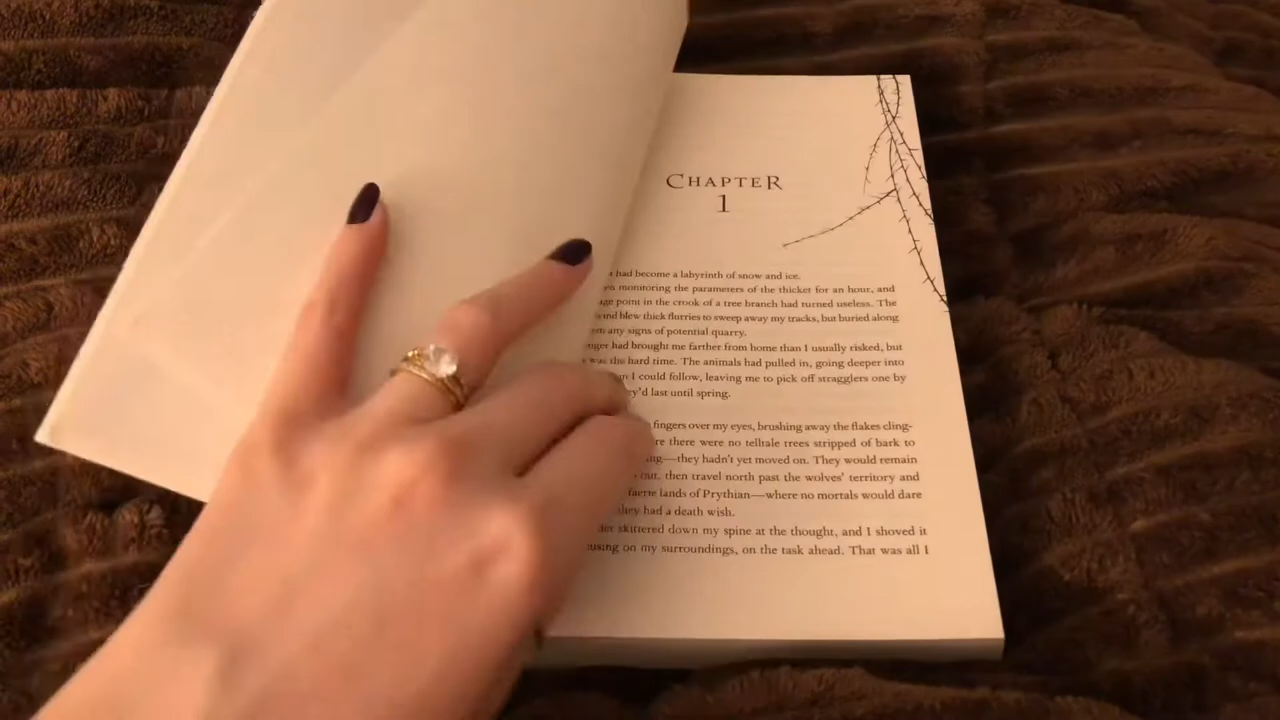 CHAPTER
1
had become a labyrinth of snow and ice.
monitoring the parameters of the thicket for an hour, and
point in the crook of a tree branch had turned useless. The
wind blew thick flurries to sweep away my tracks, but buried along
any signs of potential quarry.
had brought me farther from home than I usually risked, but
was the hard time. The animals had pulled in, going deeper into
I could follow, leaving me to pick off stragglers one by
they'd last until spring.
fingers over my eyes, brushing away the flakes cling-
there were no telltale trees stripped of bark to
—they hadn't yet moved on. They would remain
out, then travel north past the wolves' territory and
faerie lands of Prythian—where no mortals would dare
they had a death wish.
skittered down my spine at the thought, and I shoved it
on my surroundings, on the task ahead. That was all I